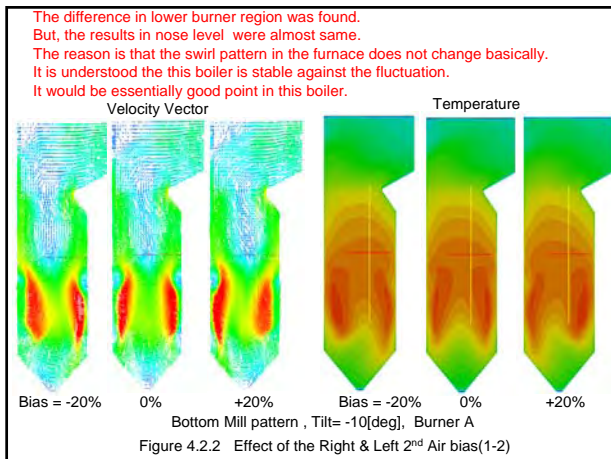 The difference in lower burner region was found.
But, the results in nose level were almost same.
The reason is that the swirl pattern in the furnace does not change basically.
It is understood the this boiler is stable against the fluctuation.
It would be essentially good point in this boiler.
Velocity Vector Temperature
Bias = -20% 0% +20% Bias = -20% 0% +20%
Bottom Mill pattern , Tilt= -10[deg], Burner A
Figure 4.2.2 Effect of the Right & Left 2nd Air bias(1-2)